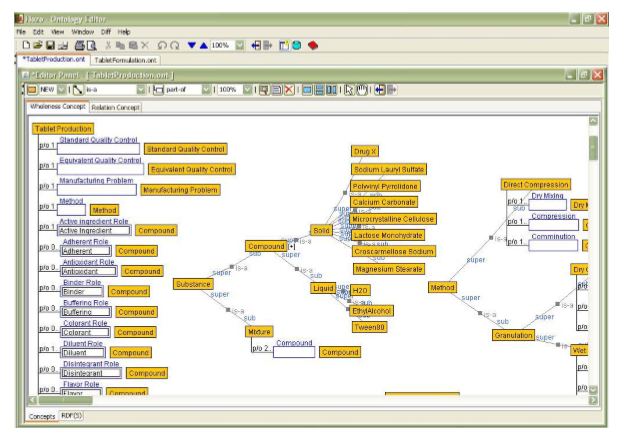 Hozo - Ontology Editor
File Edit View Window Diff Help
100%
*TabletProduction.ont TabletFormulation.ont
*Editor Panel [ TabletProduction.ont ]
NEW is-a part-of 100%
Wholeness Concept Relation Concept
Tablet Production
Standard Quality Control
p/o 1 Standard Quality Control
Equivalent Quality Control
p/o 1 Equivalent Quality Control
Manufacturing Problem
p/o 1 Manufacturing Problem
Method
p/o 1 Method
Active ingredient Role
p/o 1 Active Ingredient Compound
Adherent Role
p/o 0 Adherent Compound
Antioxidant Role
p/o 0 Antioxidant Compound
Binder Role
p/o 0 Binder Compound
Buffering Role
p/o 0 Buffering Compound
Colorant Role
p/o 0 Colorant Compound
Diluent Role
p/o 1 Diluent Compound
Disintegrant Role
p/o 0 Disintegrant Compound
Flavor Role
p/o 0 Flavor Compound
Substance
super
is-a
sub
Compound [+]
super
is-a
sub
Solid
super
sub
Drug X
Sodium Lauryl Sulfate
Polyvinyl Pyrrolidone
Calcium Carbonate
Microcrystalline Cellulose
Lactose Monohydrate
Croscarmellose Sodium
Magnesium Stearate
super
is-a
sub
Liquid
super
sub
H2O
EthylAlcohol
Tween80
super
is-a
sub
Mixture
Compound
p/o 2.. Compound
Method
super
is-a
sub
Direct Compression
Dry Mixing
p/o 1.. Dry M
Compression
p/o 1..
Comminution
p/o 1..
super
is-a
sub
Granulation
super
is-a
Wet
p/o
Concepts RDF(S)